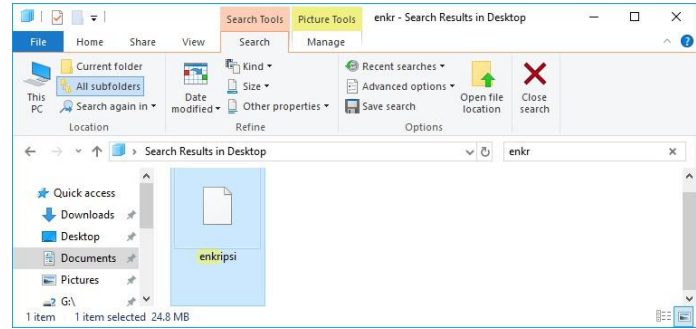 Search Tools Picture Tools enkr - Search Results in Desktop
File Home Share View Search Manage
This PC
Current folder
All subfolders
Search again in
Location
Date modified
Kind
Size
Other properties
Refine
Recent searches
Advanced options
Save search
Options
Open file location
Close search
Search Results in Desktop
enkr
Quick access
Downloads
Desktop
Documents
Pictures
G:\
enkripsi
1 item 1 item selected 24.8 MB